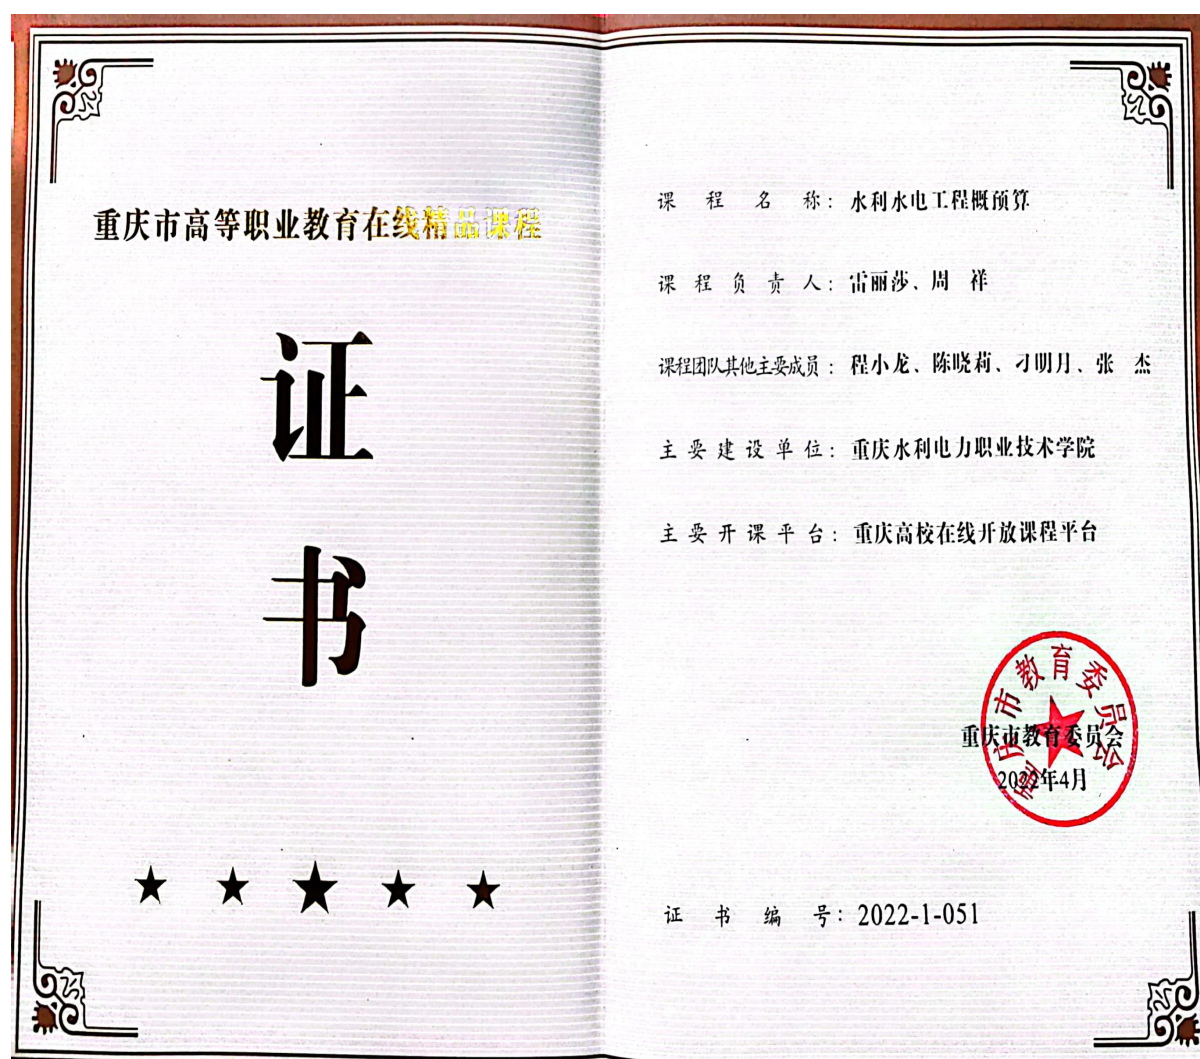 重庆市高等职业教育在线精品课程
证
书
课程名称：水利水电工程概预算
课程负责人：雷丽莎、周 祥
课程团队其他主要成员：程小龙、陈晓莉、刁明月、张 杰
主要建设单位：重庆水利电力职业技术学院
主要开课平台：重庆高校在线开放课程平台
重庆市教育委员会
重庆市教育委员会
2022年4月
证书编号：2022-1-051